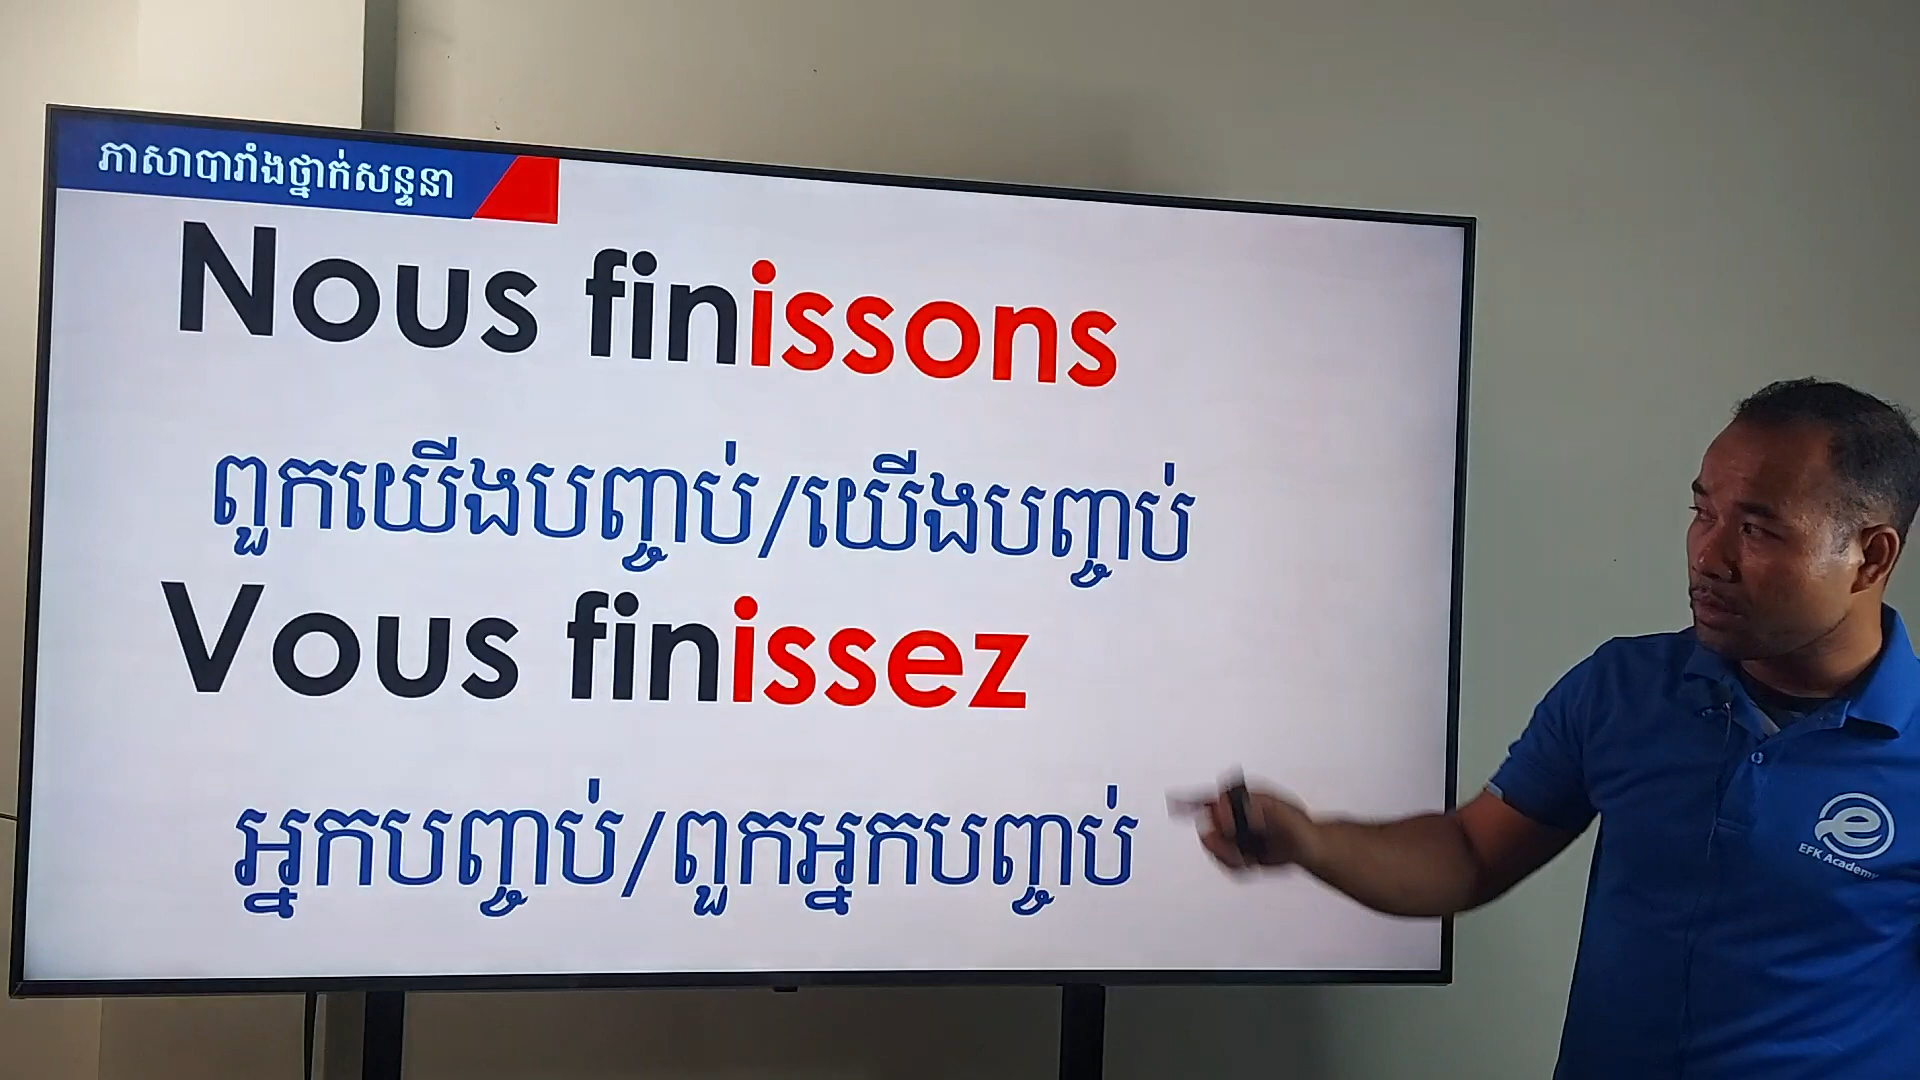 ភាសាបារាំងថ្នាក់សន្ទនា
Nous finissons
ពួកយើងបញ្ចប់/យើងបញ្ចប់
Vous finissez
អ្នកបញ្ចប់/ពួកអ្នកបញ្ចប់
e
EFK Academy